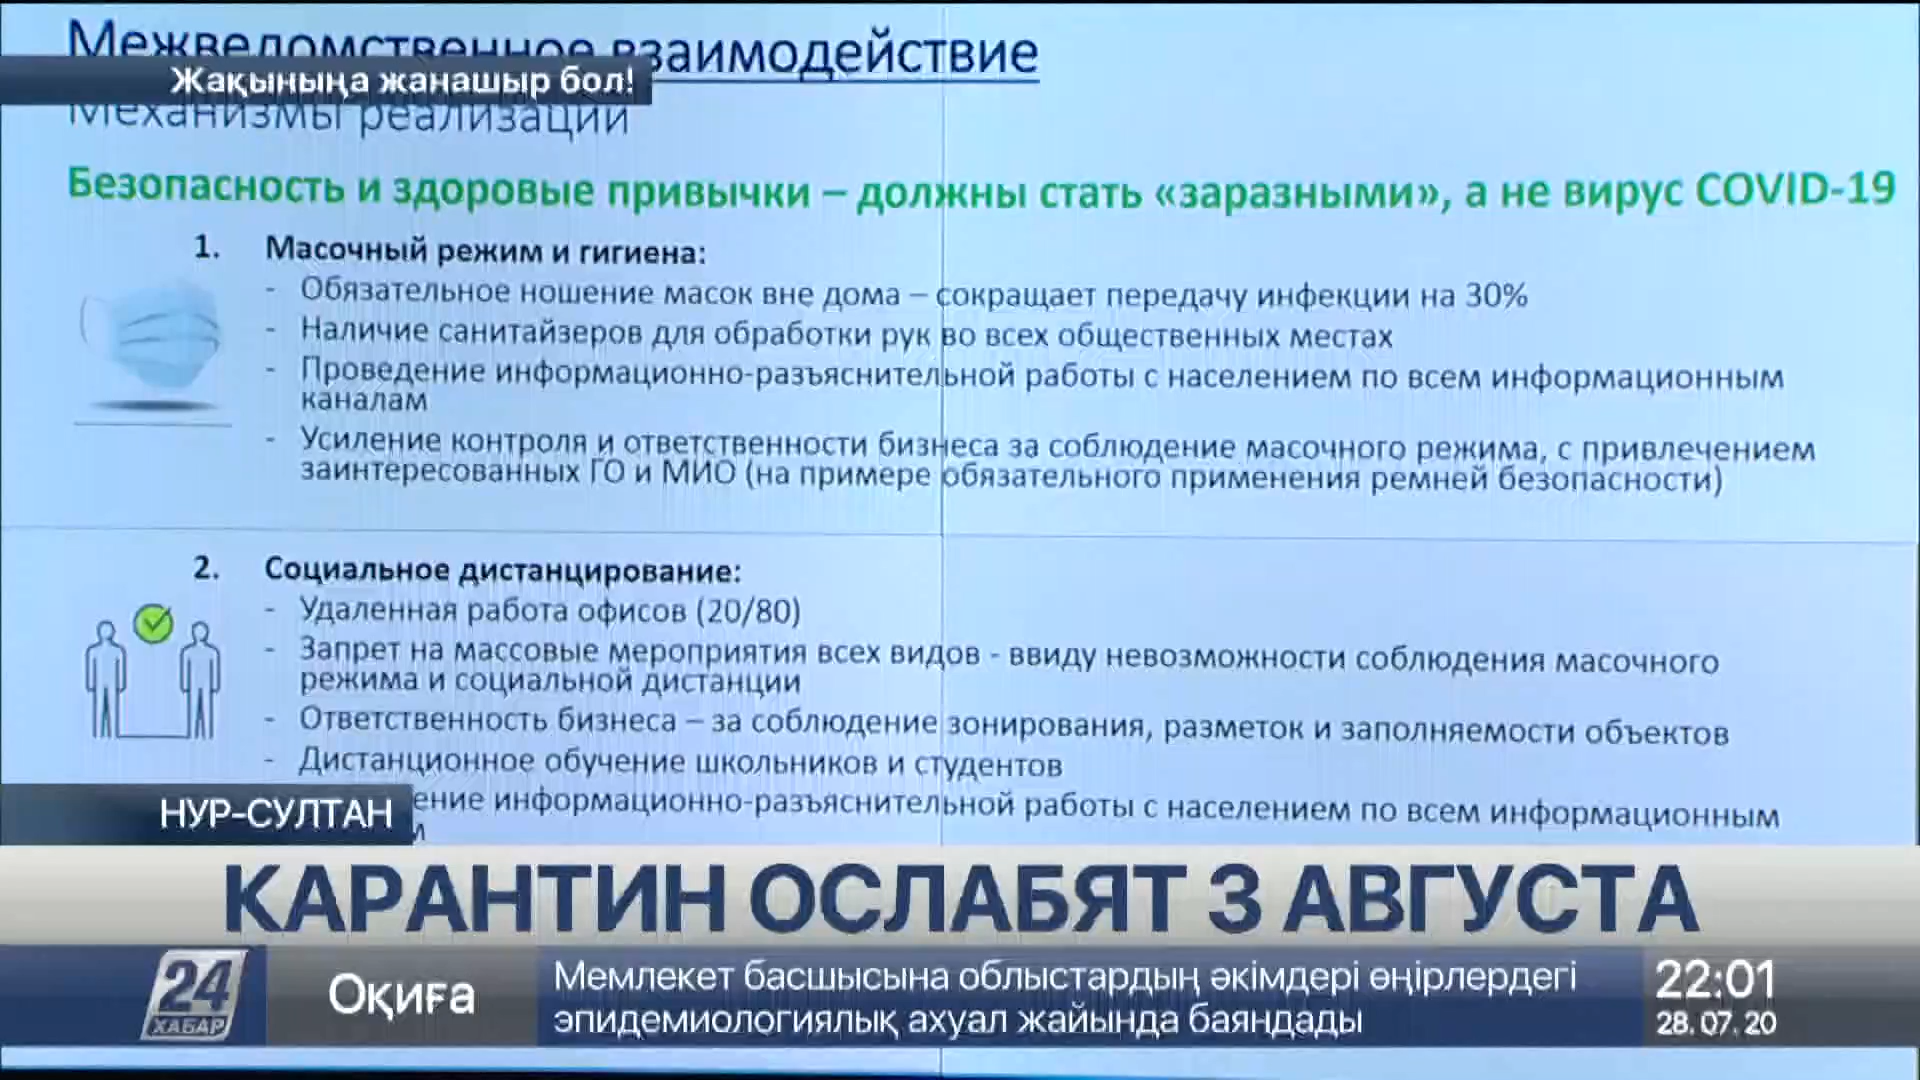 Межведомственное взаимодействие
Жақыныңа жанашыр бол!
Механизмы реализации
Безопасность и здоровые привычки – должны стать «заразными», а не вирус COVID-19
1. Масочный режим и гигиена:
- Обязательное ношение масок вне дома – сокращает передачу инфекции на 30%
- Наличие санитайзеров для обработки рук во всех общественных местах
- Проведение информационно-разъяснительной работы с населением по всем информационным
каналам
- Усиление контроля и ответственности бизнеса за соблюдение масочного режима, с привлечением
заинтересованных ГО и МИО (на примере обязательного применения ремней безопасности)
2. Социальное дистанцирование:
- Удаленная работа офисов (20/80)
- Запрет на массовые мероприятия всех видов - ввиду невозможности соблюдения масочного
режима и социальной дистанции
- Ответственность бизнеса – за соблюдение зонирования, разметок и заполняемости объектов
- Дистанционное обучение школьников и студентов
ение информационно-разъяснительной работы с населением по всем информационным
НУР-СУЛТАН
КАРАНТИН ОСЛАБЯТ 3 АВГУСТА
24
ХАБАР
Оқиға
Мемлекет басшысына облыстардың әкімдері өңірлердегі
эпидемиологиялық ахуал жайында баяндады
22:01
28. 07. 20